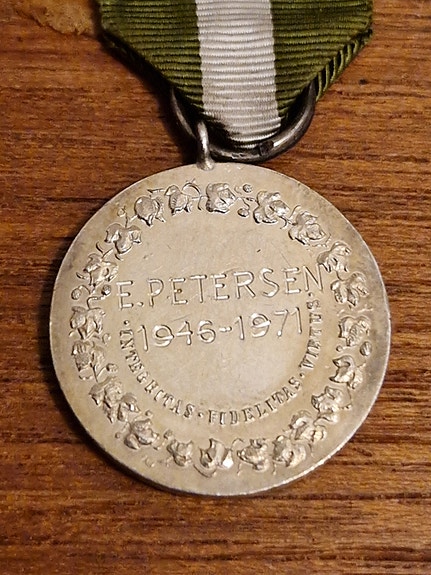 E. PETERSEN
1946-1971
·INTEGRITAS·FIDELITAS·VIRTUS·